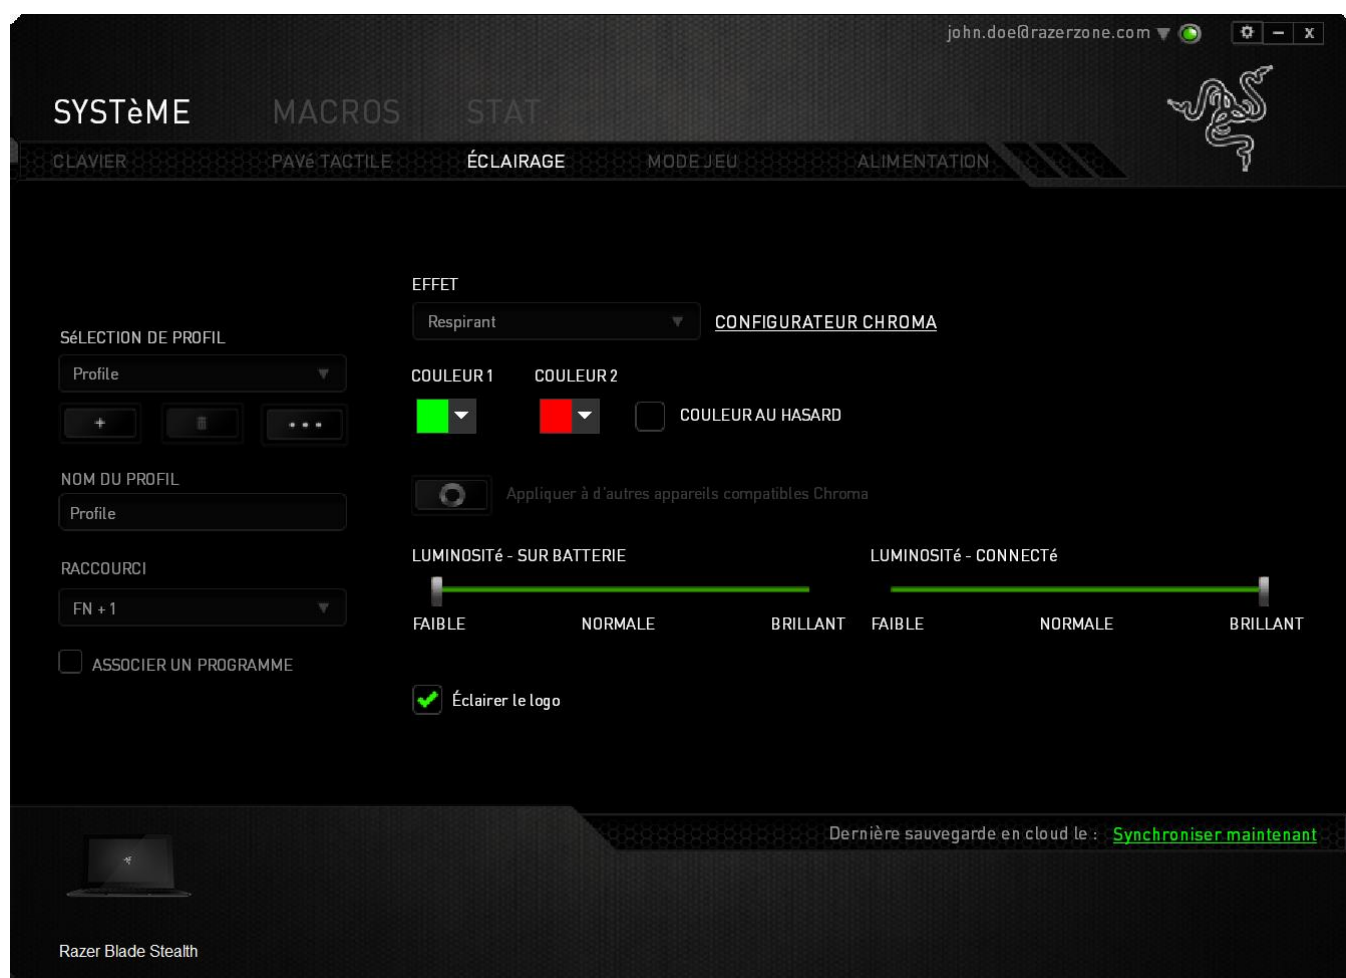 john.doe@razerzone.com
SYSTèME MACROS STAT
CLAVIER PAVé TACTILE ÉCLAIRAGE MODE JEU ALIMENTATION
SéLECTION DE PROFIL
Profile
NOM DU PROFIL
Profile
RACCOURCI
FN + 1
ASSOCIER UN PROGRAMME
EFFET
Respirant CONFIGURATEUR CHROMA
COULEUR 1 COULEUR 2
COULEUR AU HASARD
Appliquer à d'autres appareils compatibles Chroma
LUMINOSITé - SUR BATTERIE LUMINOSITé - CONNECTé
FAIBLE NORMALE BRILLANT FAIBLE NORMALE BRILLANT
Éclairer le logo
Dernière sauvegarde en cloud le : Synchroniser maintenant
Razer Blade Stealth